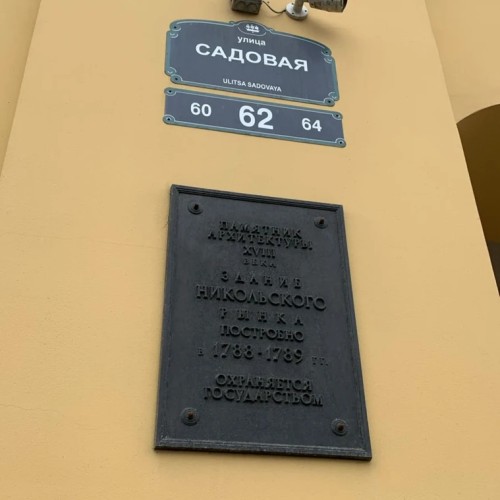 улица
САДОВАЯ
ULITSA SADOVAYA
60 62 64
ПАМЯТНИК
АРХИТЕКТУРЫ
XVIII
ВЕКА
ЗДАНИЕ
НИКОЛЬСКОГО
РЫНКА
ПОСТРОЕНО
в 1788-1789 гг.
ОХРАНЯЕТСЯ
ГОСУДАРСТВОМ